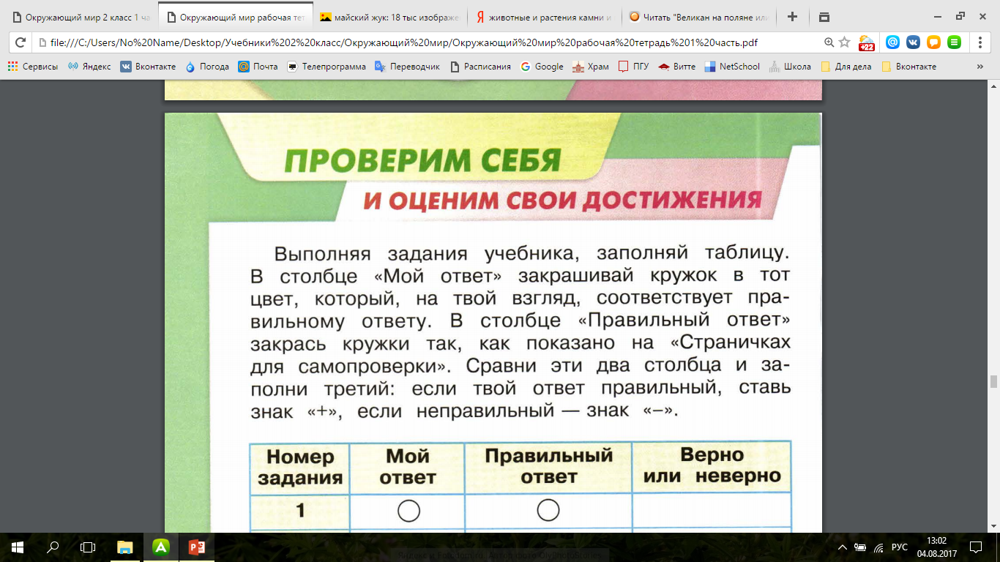 Окружающий мир 2 класс 1 ча
Окружающий мир рабочая тет
майский жук: 18 тыс изображе
животные и растения камни и
Читать "Великан на поляне или
file:///C:/Users/No%20Name/Desktop/Учебники%202%20класс/Окружающий%20мир/Окружающий%20мир%20рабочая%20тетрадь%201%20часть.pdf
+22
Сервисы Яндекс Вконтакте Погода Почта Телепрограмма Переводчик Расписания Google Храм ПГУ Витте NetSchool Школа Для дела Вконтакте »
ПРОВЕРИМ СЕБЯ
И ОЦЕНИМ СВОИ ДОСТИЖЕНИЯ
Выполняя задания учебника, заполняй таблицу.
В столбце «Мой ответ» закрашивай кружок в тот
цвет, который, на твой взгляд, соответствует пра-
вильному ответу. В столбце «Правильный ответ»
закрась кружки так, как показано на «Страничках
для самопроверки». Сравни эти два столбца и за-
полни третий: если твой ответ правильный, ставь
знак «+», если неправильный — знак «–».
Номер задания
Мой ответ
Правильный ответ
Верно или неверно
1
РУС
13:02
04.08.2017